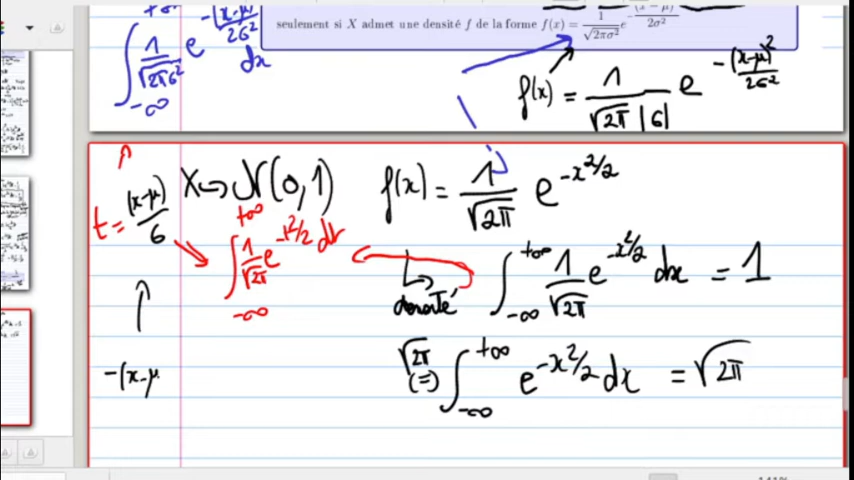 seulement si X admet une densité f de la forme f(x) = 1/√(2πσ²) e^(-(x-μ)²/2σ²)
∫_{-∞}^{+∞} 1/√(2πσ²) e^(-(x-μ)²/2σ²) dx
f(x) = 1/(√(2π) |σ|) e^(-(x-μ)²/2σ²)
X ↪ N(0,1) f(x) = 1/√(2π) e^(-x²/2)
t = (x-μ)/σ
∫_{-∞}^{+∞} 1/√(2π) e^(-t²/2) dt
densité ∫_{-∞}^{+∞} 1/√(2π) e^(-x²/2) dx = 1
-(x-μ
√(2π) (=) ∫_{-∞}^{+∞} e^(-x²/2) dx = √(2π)